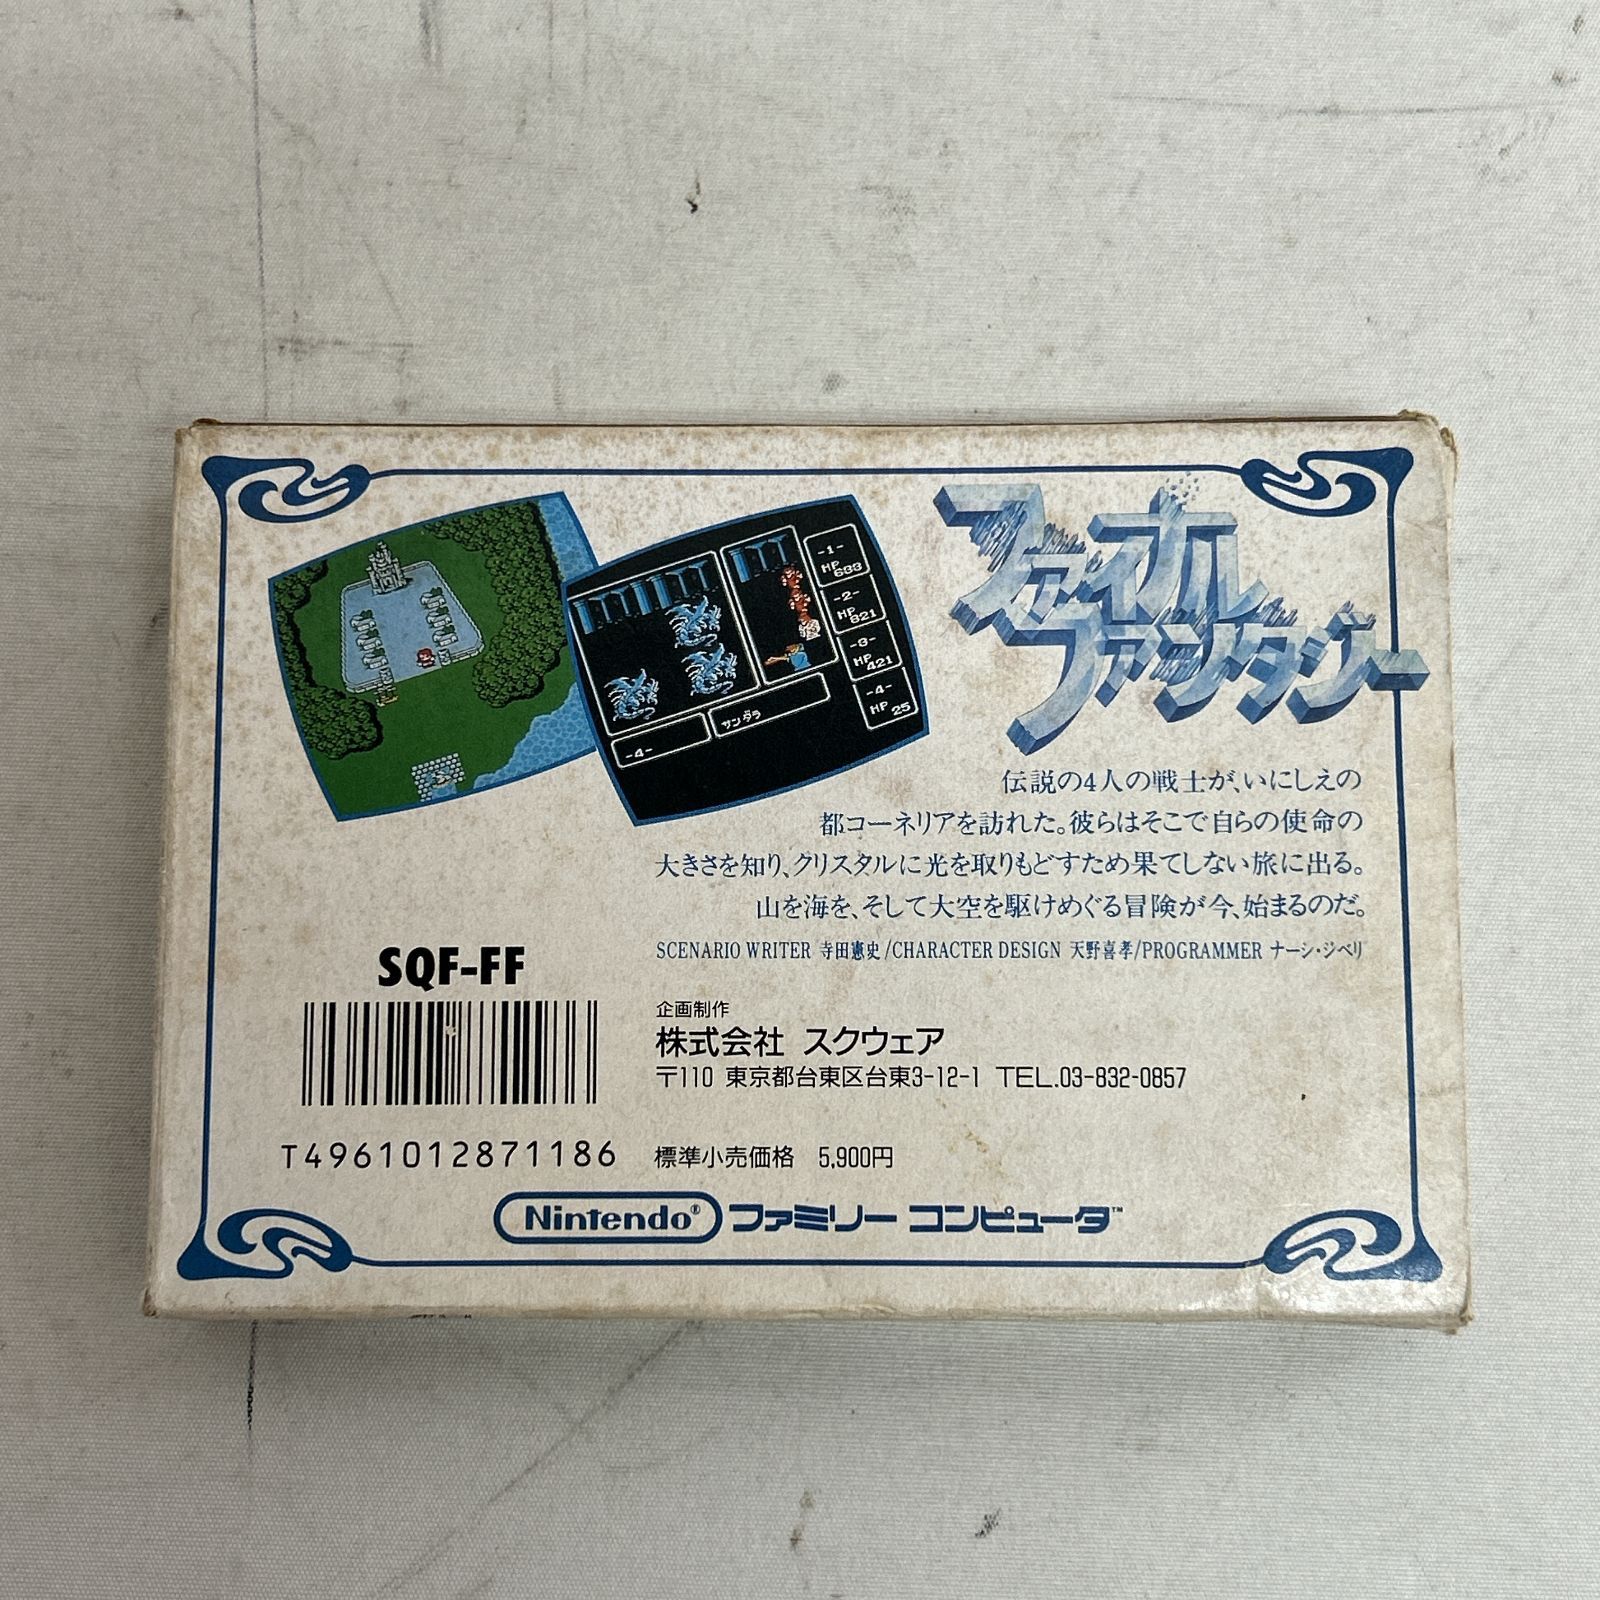 ファイナル
ファンタジー
-1-
HP
-2-
HP 821
HP 421
-4-
HP 25
サンダラ
-4-
伝説の4人の戦士が、いにしえの
都コーネリアを訪れた。彼らはそこで自らの使命の
大きさを知り、クリスタルに光を取りもどすため果てしない旅に出る。
山を海を、そして大空を駆けめぐる冒険が今、始まるのだ。
SCENARIO WRITER 寺田憲史/CHARACTER DESIGN 天野喜孝/PROGRAMMER ナーシ・ジベリ
SQF-FF
企画制作
株式会社 スクウェア
〒110 東京都台東区台東3-12-1 TEL.03-832-0857
T4961012871186
標準小売価格 5,900円
Nintendo® ファミリー コンピュータ™